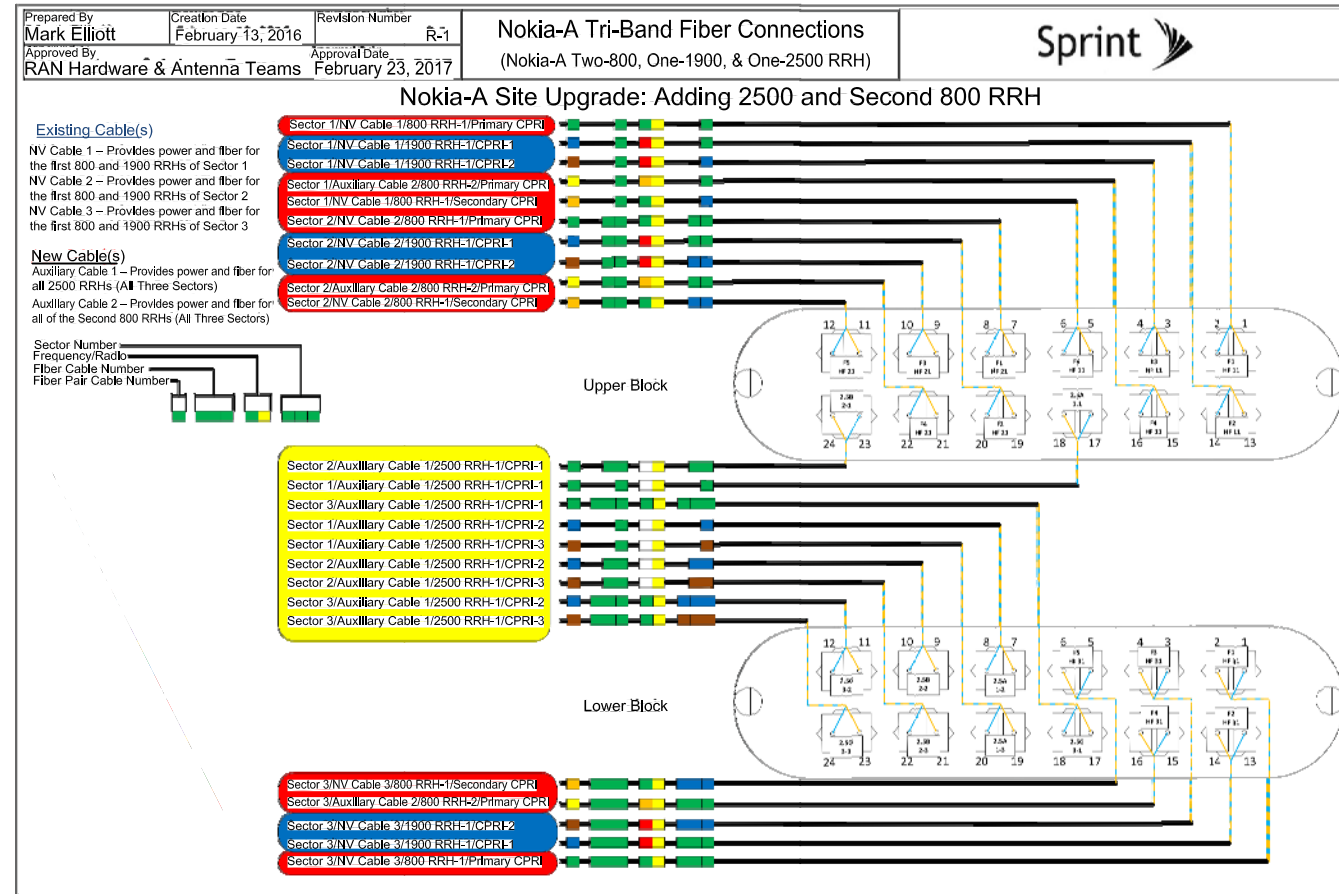 Prepared By
Mark Elliott
Creation Date
February 13, 2016
Revision Number
R-1
Approved By
RAN Hardware & Antenna Teams
Approval Date
February 23, 2017
Nokia-A Tri-Band Fiber Connections
(Nokia-A Two-800, One-1900, & One-2500 RRH)
Sprint
Nokia-A Site Upgrade: Adding 2500 and Second 800 RRH
Existing Cable(s)
NV Cable 1 – Provides power and fiber for
the first 800 and 1900 RRHs of Sector 1
NV Cable 2 – Provides power and fiber for
the first 800 and 1900 RRHs of Sector 2
NV Cable 3 – Provides power and fiber for
the first 800 and 1900 RRHs of Sector 3
New Cable(s)
Auxiliary Cable 1 – Provides power and fiber for
all 2500 RRHs (All Three Sectors)
Auxiliary Cable 2 – Provides power and fiber for
all of the Second 800 RRHs (All Three Sectors)
Sector Number
Frequency/Radio
Fiber Cable Number
Fiber Pair Cable Number
Sector 1/NV Cable 1/800 RRH-1/Primary CPRI
Sector 1/NV Cable 1/1900 RRH-1/CPRI-1
Sector 1/NV Cable 1/1900 RRH-1/CPRI-2
Sector 1/Auxiliary Cable 2/800 RRH-2/Primary CPRI
Sector 1/NV Cable 1/800 RRH-1/Secondary CPRI
Sector 2/NV Cable 2/800 RRH-1/Primary CPRI
Sector 2/NV Cable 2/1900 RRH-1/CPRI-1
Sector 2/NV Cable 2/1900 RRH-1/CPRI-2
Sector 2/Auxiliary Cable 2/800 RRH-2/Primary CPRI
Sector 2/NV Cable 2/800 RRH-1/Secondary CPRI
Upper Block
12 11 10 9 8 7 6 5 4 3 2 1
24 23 22 21 20 19 18 17 16 15 14 13
Sector 2/Auxiliary Cable 1/2500 RRH-1/CPRI-1
Sector 1/Auxiliary Cable 1/2500 RRH-1/CPRI-1
Sector 3/Auxiliary Cable 1/2500 RRH-1/CPRI-1
Sector 1/Auxiliary Cable 1/2500 RRH-1/CPRI-2
Sector 1/Auxiliary Cable 1/2500 RRH-1/CPRI-3
Sector 2/Auxiliary Cable 1/2500 RRH-1/CPRI-2
Sector 2/Auxiliary Cable 1/2500 RRH-1/CPRI-3
Sector 3/Auxiliary Cable 1/2500 RRH-1/CPRI-2
Sector 3/Auxiliary Cable 1/2500 RRH-1/CPRI-3
Lower Block
12 11 10 9 8 7 6 5 4 3 2 1
24 23 22 21 20 19 18 17 16 15 14 13
Sector 3/NV Cable 3/800 RRH-1/Secondary CPRI
Sector 3/Auxiliary Cable 2/800 RRH-2/Primary CPRI
Sector 3/NV Cable 3/1900 RRH-1/CPRI-2
Sector 3/NV Cable 3/1900 RRH-1/CPRI-1
Sector 3/NV Cable 3/800 RRH-1/Primary CPRI